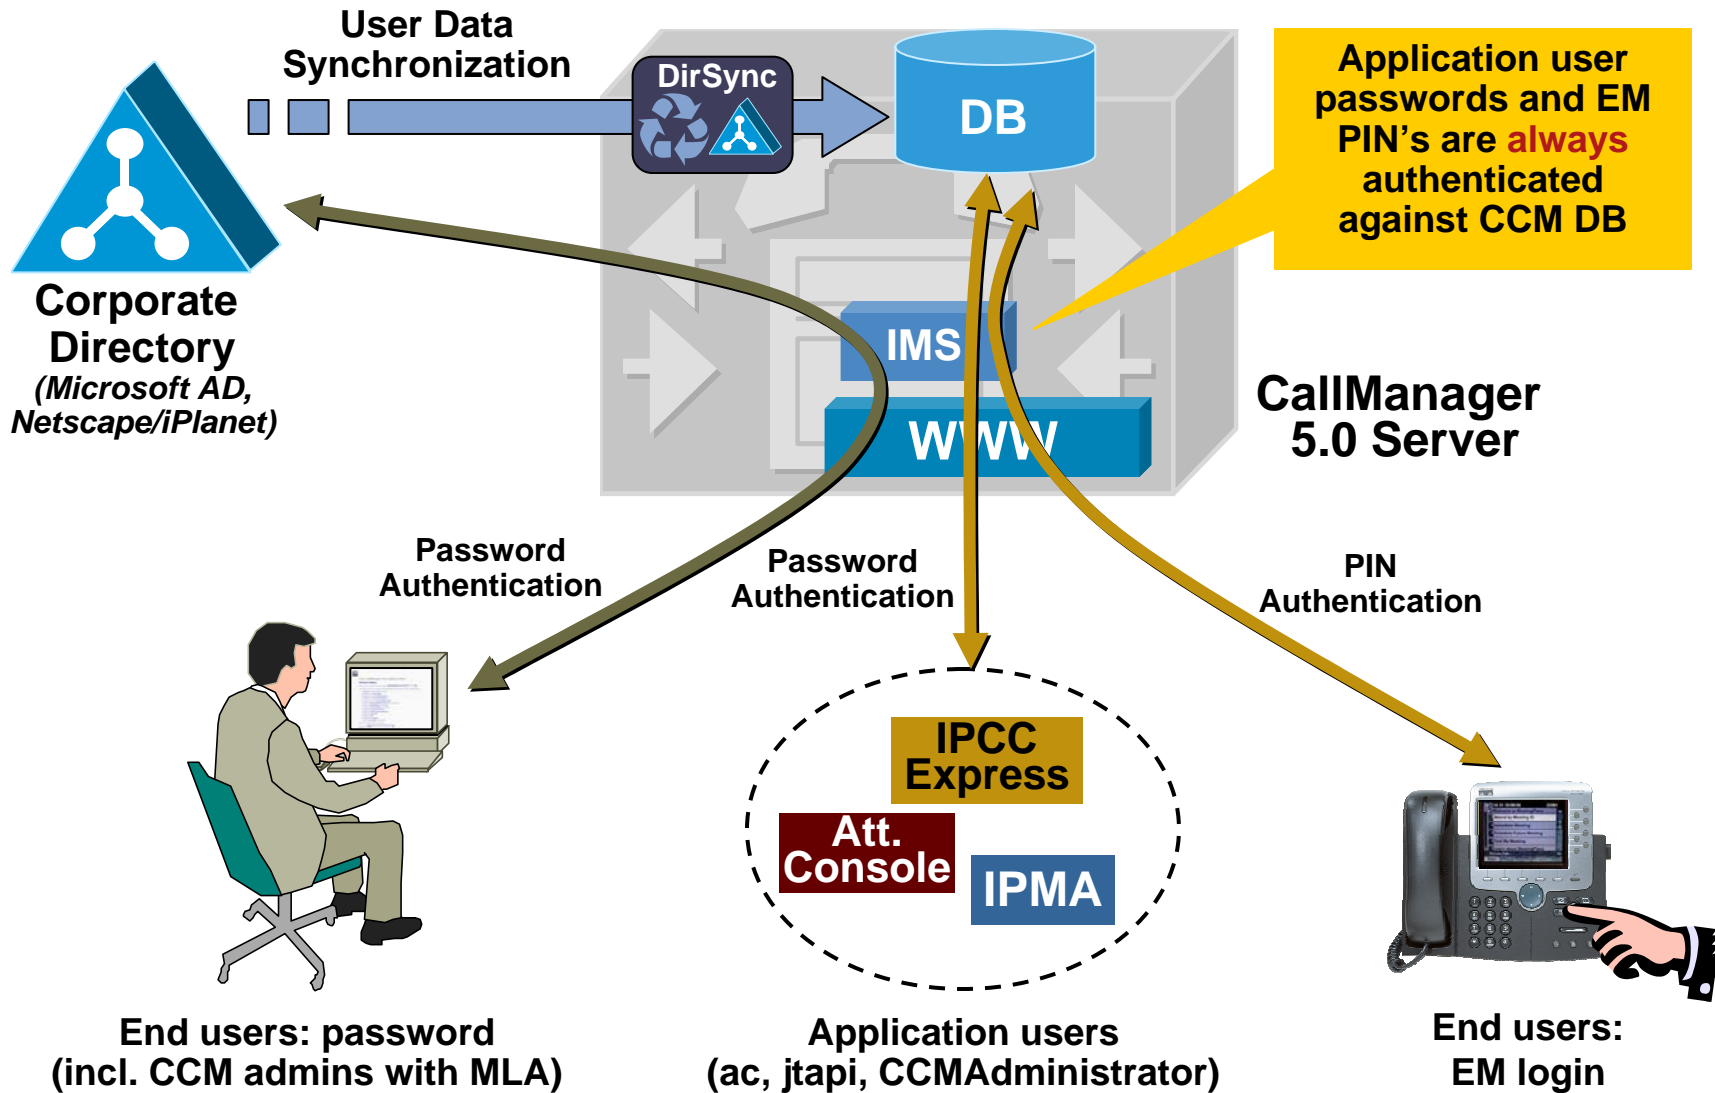 User Data
Synchronization
DirSync
DB
Application user
passwords and EM
PIN's are always
authenticated
against CCM DB
Corporate
Directory
(Microsoft AD,
Netscape/iPlanet)
IMS
WWW
CallManager
5.0 Server
Password
Authentication
Password
Authentication
PIN
Authentication
IPCC
Express
Att.
Console
IPMA
End users: password
(incl. CCM admins with MLA)
Application users
(ac, jtapi, CCMAdministrator)
End users:
EM login